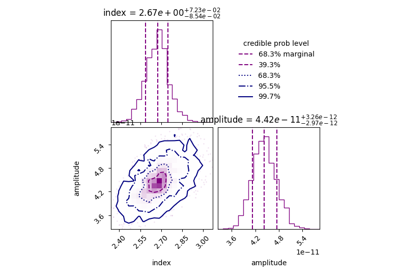 index = 2.67e+00 +7.23e−02 −8.54e−02
credible prob level
68.3% marginal
39.3%
68.3%
95.5%
99.7%
1e−11
amplitude = 4.42e−11 +3.26e−12 −2.97e−12
amplitude
5.4
4.8
4.2
3.6
2.40
2.55
2.70
2.85
3.00
index
3.6
4.2
4.8
5.4
1e−11
amplitude